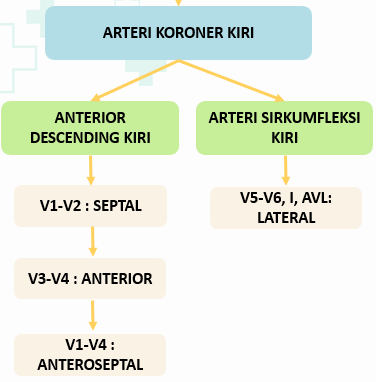 ARTERI KORONER KIRI
ANTERIOR
DESCENDING KIRI
ARTERI SIRKUMFLEKSI
KIRI
V1-V2 : SEPTAL
V3-V4 : ANTERIOR
V1-V4 :
ANTEROSEPTAL
V5-V6, I, AVL:
LATERAL